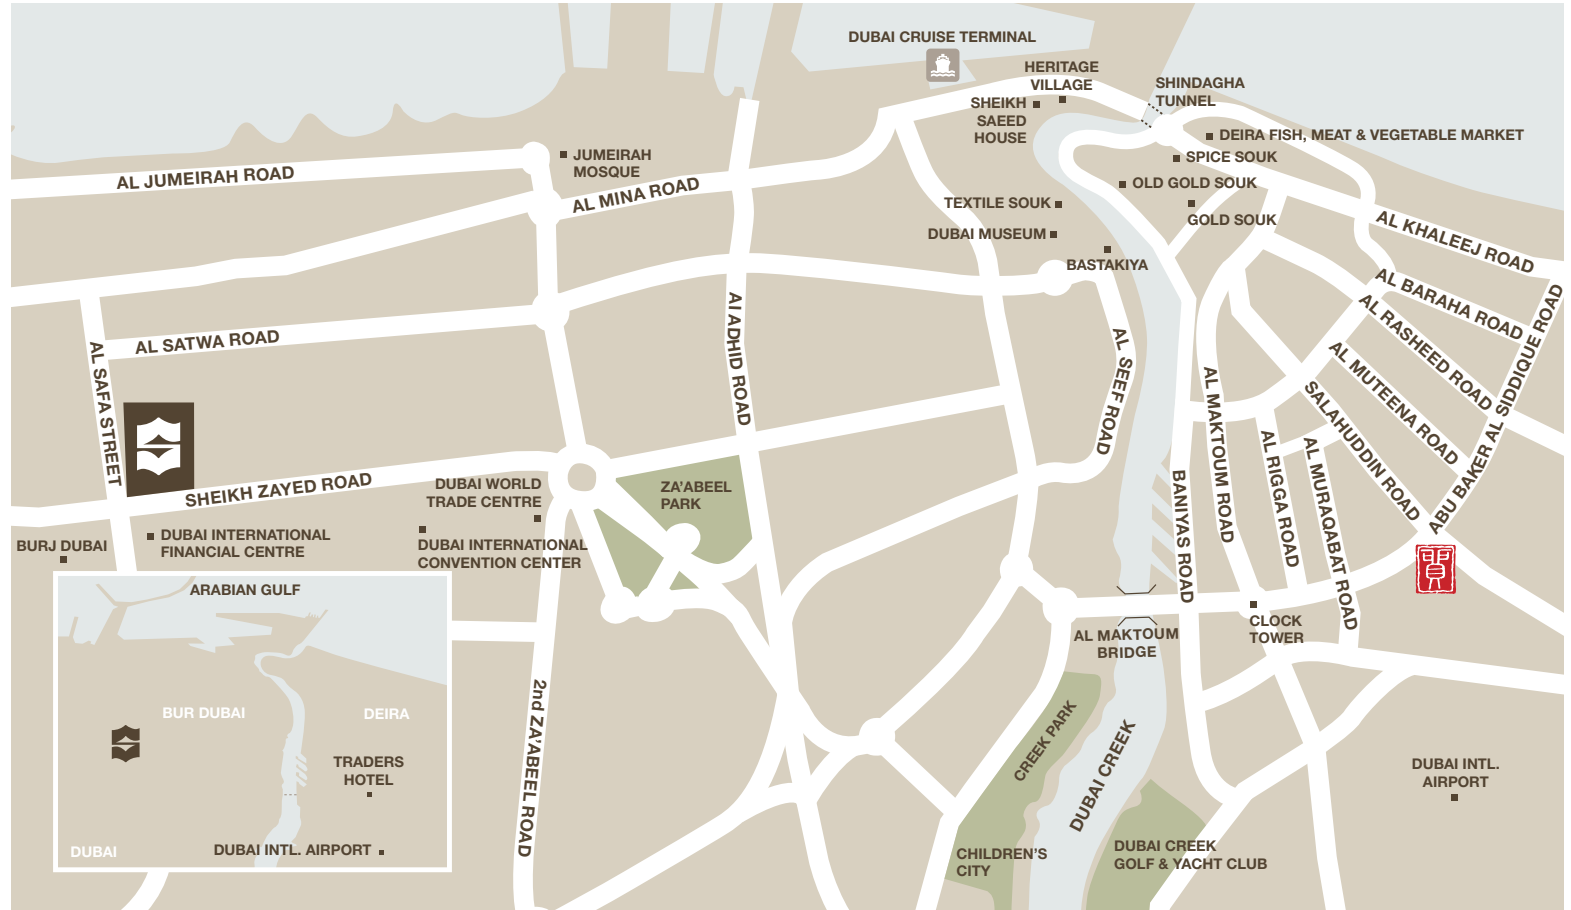 DUBAI CRUISE TERMINAL
HERITAGE
VILLAGE
SHEIKH
SAEED
HOUSE
SHINDAGHA
TUNNEL
DEIRA FISH, MEAT & VEGETABLE MARKET
SPICE SOUK
OLD GOLD SOUK
GOLD SOUK
TEXTILE SOUK
DUBAI MUSEUM
BASTAKIYA
JUMEIRAH
MOSQUE
AL JUMEIRAH ROAD
AL MINA ROAD
AL KHALEEJ ROAD
AL BARAHA ROAD
AL RASHEED ROAD
AL MUTEENA ROAD
SALAHUDDIN ROAD
ABU BAKER AL SIDDIQUE ROAD
AL SATWA ROAD
AL SAFA STREET
Al ADHID ROAD
AL SEEF ROAD
AL MAKTOUM ROAD
AL RIGGA ROAD
AL MURAQABAT ROAD
BANIYAS ROAD
SHEIKH ZAYED ROAD
DUBAI WORLD
TRADE CENTRE
ZA'ABEEL
PARK
DUBAI INTERNATIONAL
FINANCIAL CENTRE
DUBAI INTERNATIONAL
CONVENTION CENTER
BURJ DUBAI
CLOCK
TOWER
AL MAKTOUM
BRIDGE
2nd ZA'ABEEL ROAD
CREEK PARK
DUBAI CREEK
DUBAI INTL.
AIRPORT
CHILDREN'S
CITY
DUBAI CREEK
GOLF & YACHT CLUB
ARABIAN GULF
BUR DUBAI
DEIRA
TRADERS
HOTEL
DUBAI
DUBAI INTL. AIRPORT